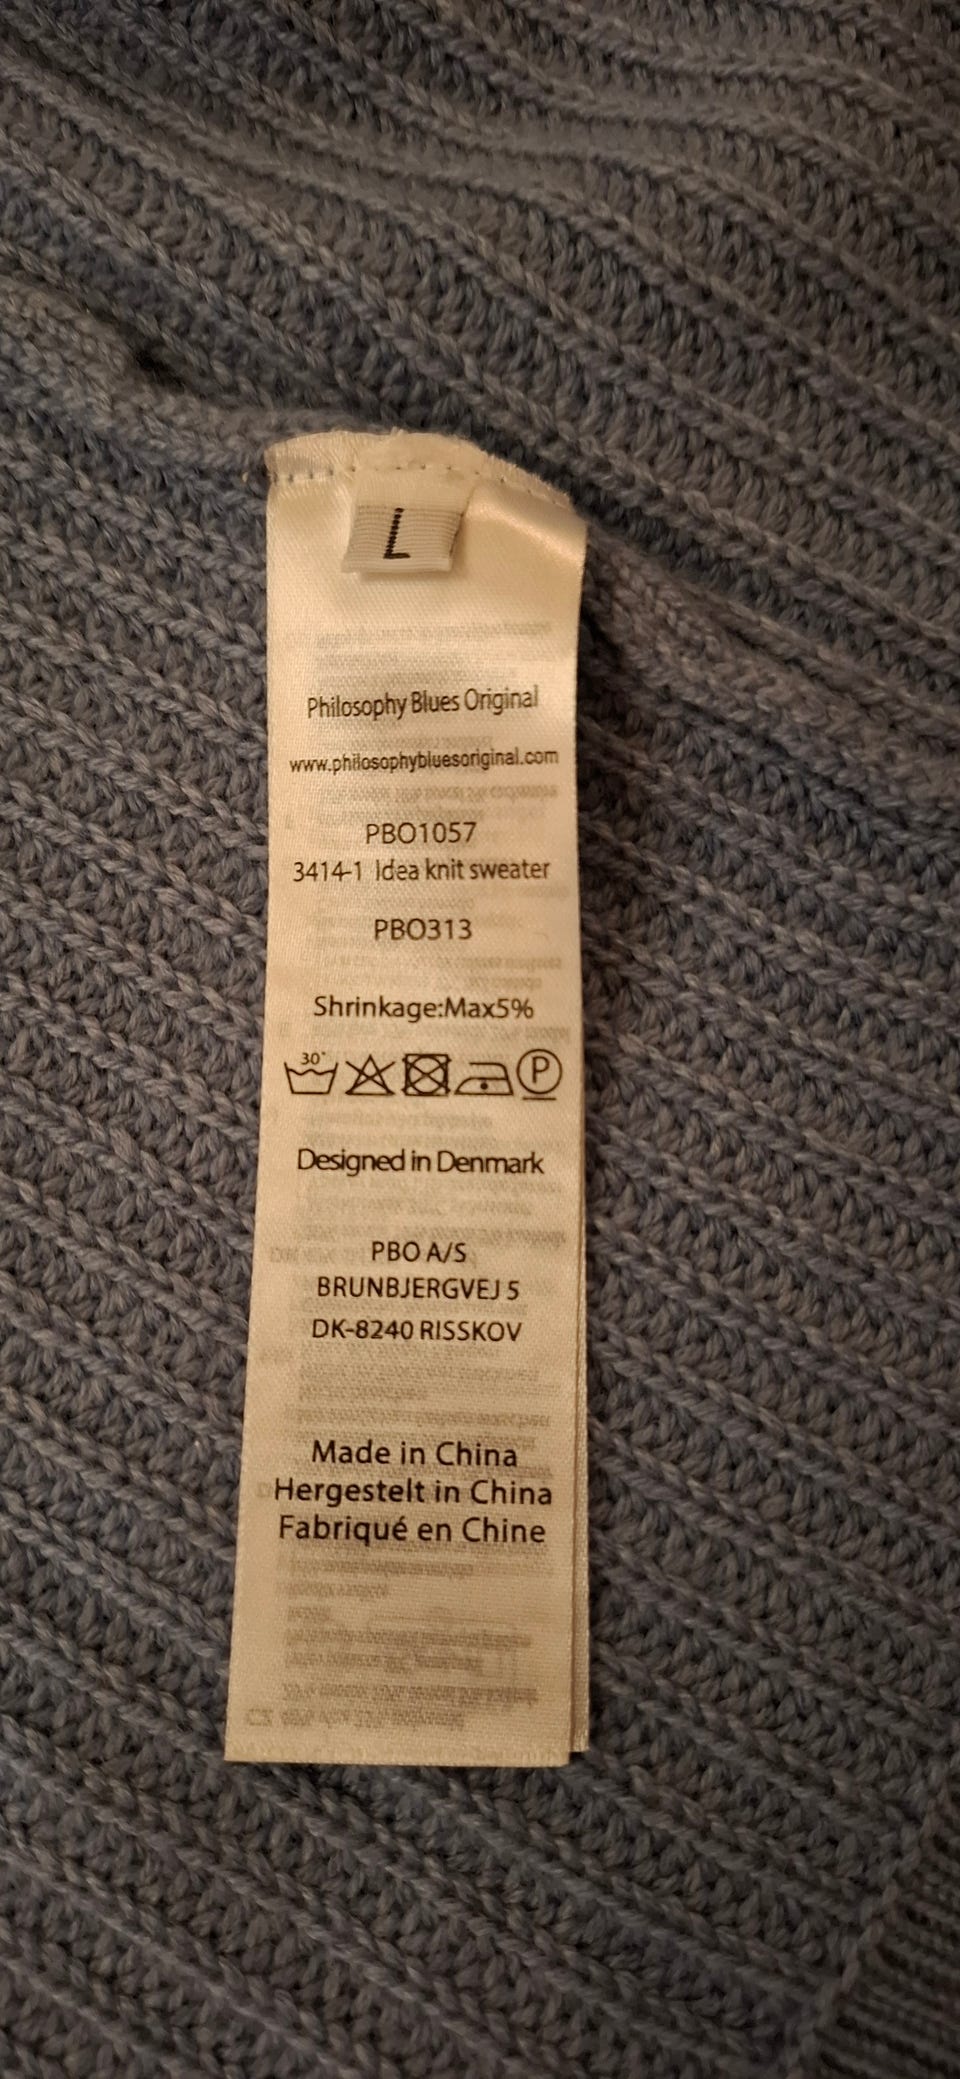 L
Philosophy Blues Original
www.philosophybluesoriginal.com
PBO1057
3414-1 Idea knit sweater
PBO313
Shrinkage:Max5%
30°
P
Designed in Denmark
PBO A/S
BRUNBJERGVEJ 5
DK-8240 RISSKOV
Made in China
Hergestelt in China
Fabriqué en Chine